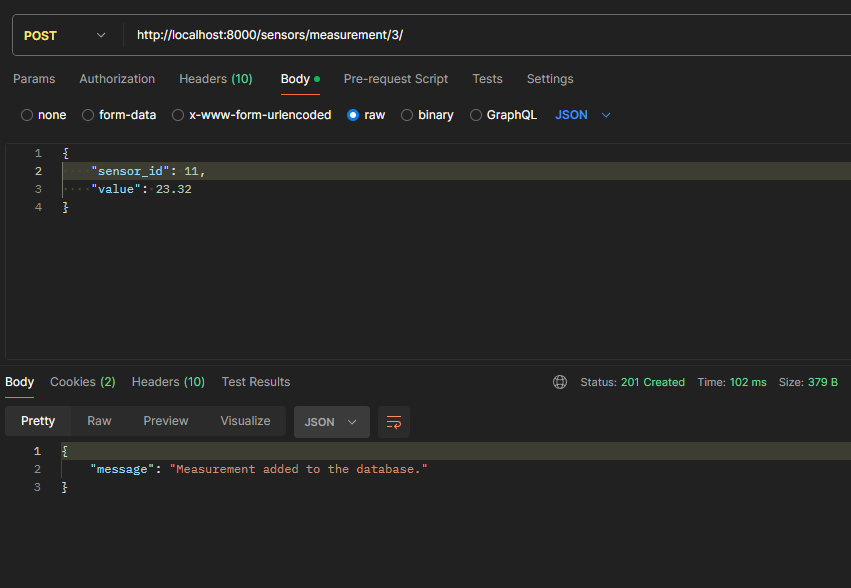 POST http://localhost:8000/sensors/measurement/3/
Params Authorization Headers (10) Body Pre-request Script Tests Settings
none form-data x-www-form-urlencoded raw binary GraphQL JSON
1 {
2 "sensor_id": 11,
3 "value": 23.32
4 }
Body Cookies (2) Headers (10) Test Results Status: 201 Created Time: 102 ms Size: 379 B
Pretty Raw Preview Visualize JSON
1 {
2 "message": "Measurement added to the database."
3 }